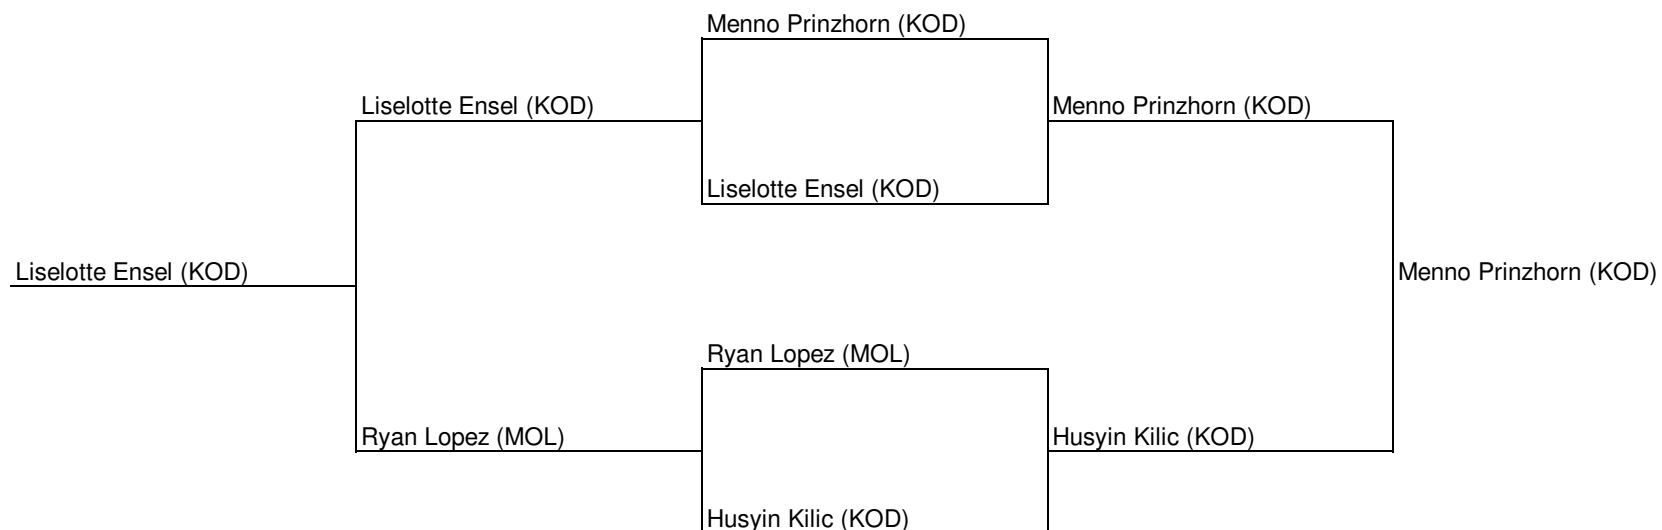 Menno Prinzhorn (KOD)
Liselotte Ensel (KOD)
Menno Prinzhorn (KOD)
Liselotte Ensel (KOD)
Liselotte Ensel (KOD)
Menno Prinzhorn (KOD)
Ryan Lopez (MOL)
Ryan Lopez (MOL)
Husyin Kilic (KOD)
Husyin Kilic (KOD)